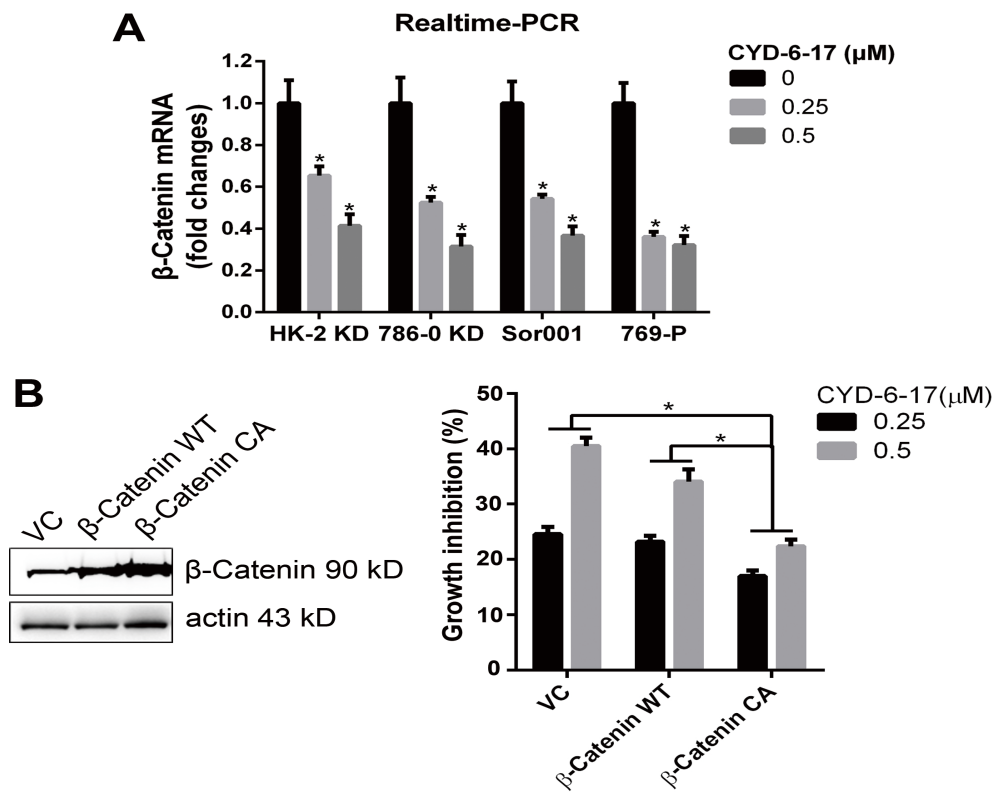 A
Realtime-PCR
CYD-6-17 (µM)
0
0.25
0.5
β-Catenin mRNA
(fold changes)
1.2
1.0
0.8
0.6
0.4
0.2
0.0
* * * * * * * *
HK-2 KD 786-0 KD Sor001 769-P
B
VC
β-Catenin WT
β-Catenin CA
β-Catenin 90 kD
actin 43 kD
Growth inhibition (%)
50
40
30
20
10
0
*
*
VC
β-Catenin WT
β-Catenin CA
CYD-6-17(µM)
0.25
0.5